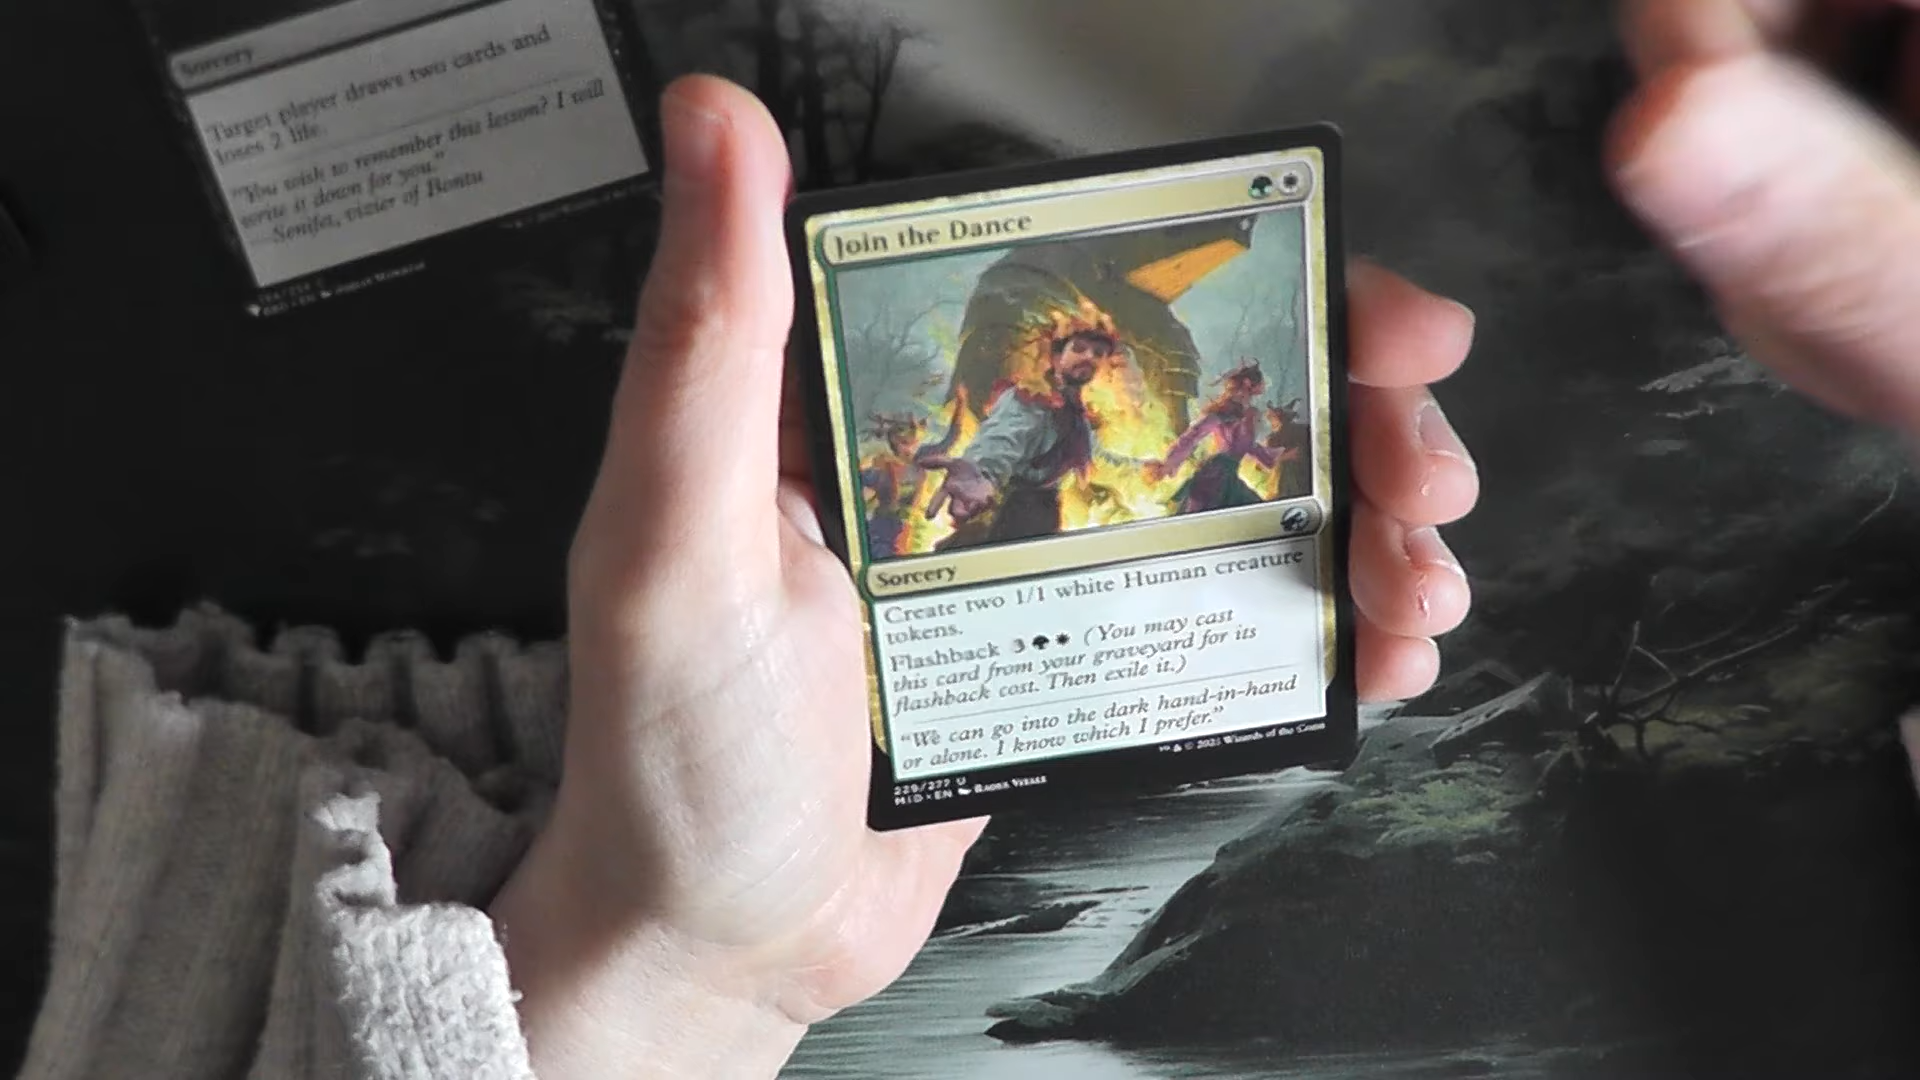 Sorcery
Target player draws two cards and
loses 2 life.
"You wish to remember this lesson? I will
write it down for you."
—Senifet, vizier of Bontu
Join the Dance
Sorcery
Create two 1/1 white Human creature
tokens.
Flashback 3 (You may cast
this card from your graveyard for its
flashback cost. Then exile it.)
"We can go into the dark hand-in-hand
or alone. I know which I prefer."
229/277 U
MID • EN
™ & © 2021 Wizards of the Coast